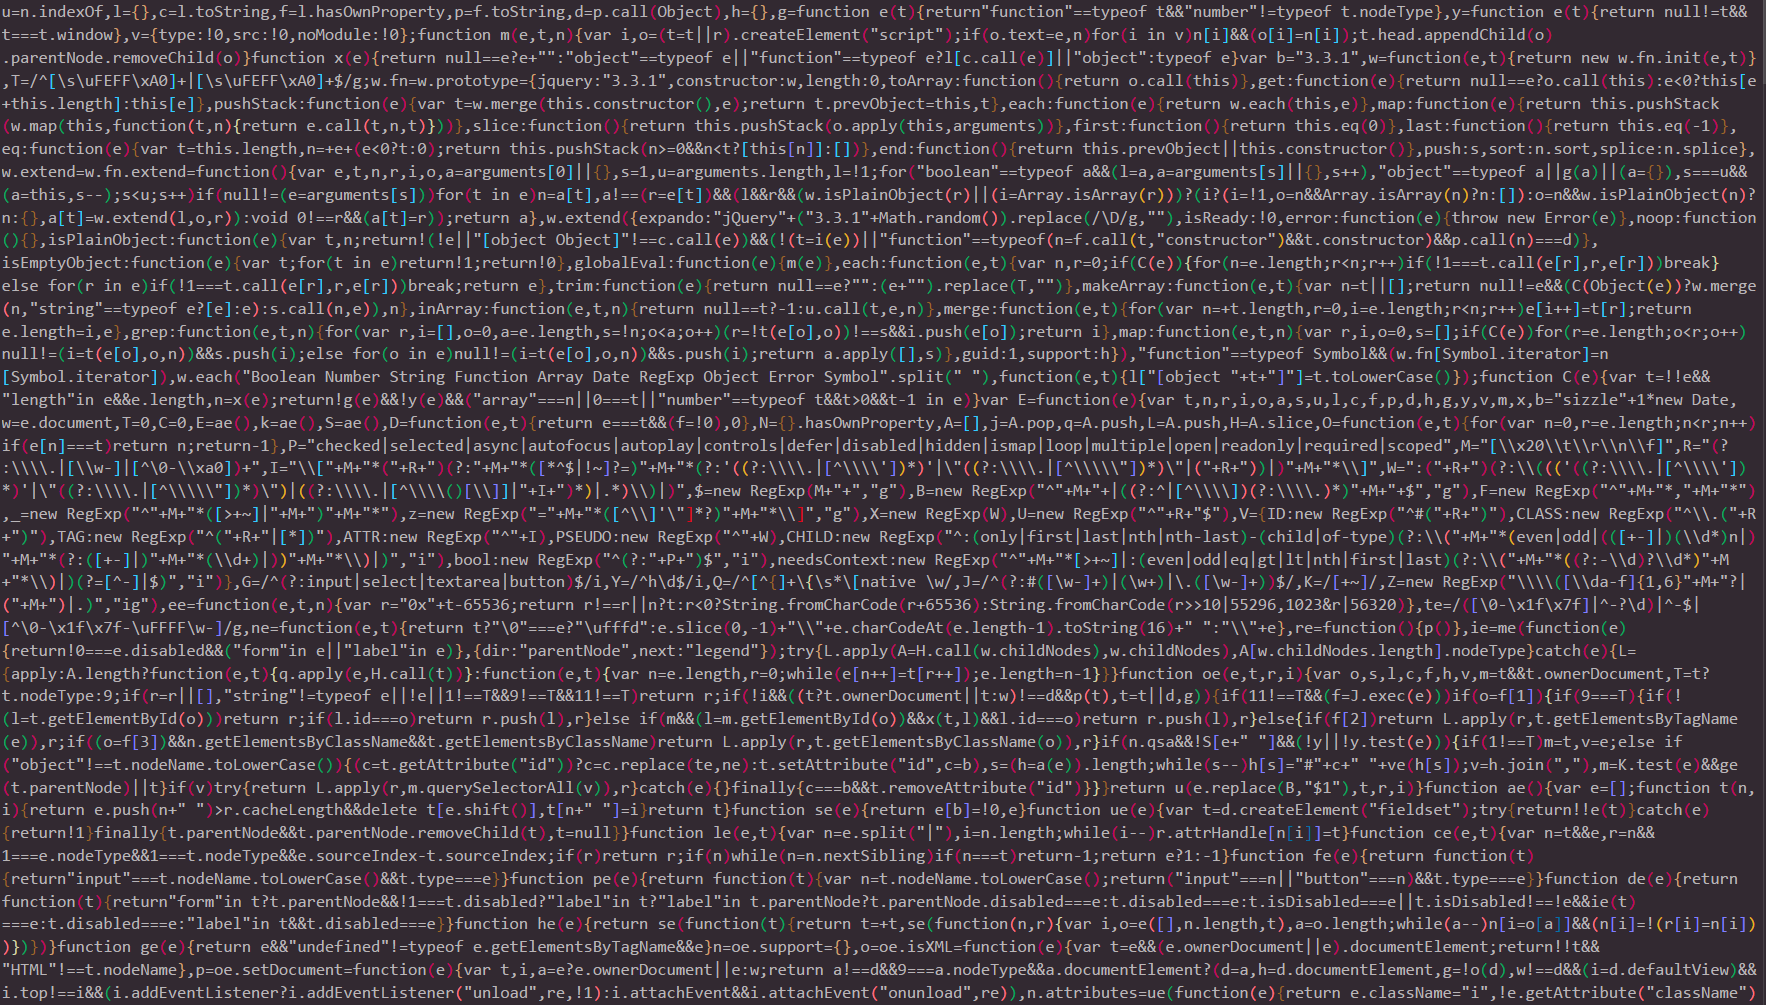 u=n.indexOf,l={},c=l.toString,f=l.hasOwnProperty,p=f.toString,d=p.call(Object),h={},g=function e(t){return"function"==typeof t&&"number"!=typeof t.nodeType},y=function e(t){return null!=t&&
t===t.window},v={type:!0,src:!0,noModule:!0};function m(e,t,n){var i,o=(t=t||r).createElement("script");if(o.text=e,n)for(i in v)n[i]&&(o[i]=n[i]);t.head.appendChild(o)
.parentNode.removeChild(o)}function x(e){return null==e?e+"":"object"==typeof e||"function"==typeof e?l[c.call(e)]||"object":typeof e}var b="3.3.1",w=function(e,t){return new w.fn.init(e,t)}
,T=/^[\s\uFEFF\xA0]+|[\s\uFEFF\xA0]+$/g;w.fn=w.prototype={jquery:"3.3.1",constructor:w,length:0,toArray:function(){return o.call(this)},get:function(e){return null==e?o.call(this):e<0?this[e
+this.length]:this[e]},pushStack:function(e){var t=w.merge(this.constructor(),e);return t.prevObject=this,t},each:function(e){return w.each(this,e)},map:function(e){return this.pushStack
(w.map(this,function(t,n){return e.call(t,n,t)}))},slice:function(){return this.pushStack(o.apply(this,arguments))},first:function(){return this.eq(0)},last:function(){return this.eq(-1)},
eq:function(e){var t=this.length,n=+e+(e<0?t:0);return this.pushStack(n>=0&&n<t?[this[n]]:[])},end:function(){return this.prevObject||this.constructor()},push:s,sort:n.sort,splice:n.splice},
w.extend=w.fn.extend=function(){var e,t,n,r,i,o,a=arguments[0]||{},s=1,u=arguments.length,l=!1;for("boolean"==typeof a&&(l=a,a=arguments[s]||{},s++),"object"==typeof a||g(a)||(a={}),s===u&&
(a=this,s--);s<u;s++)if(null!=(e=arguments[s]))for(t in e)n=a[t],a!==(r=e[t])&&(l&&r&&(w.isPlainObject(r)||(i=Array.isArray(r)))?(i?(i=!1,o=n&&Array.isArray(n)?n:[]):o=n&&w.isPlainObject(n)?
n:{},a[t]=w.extend(l,o,r)):void 0!==r&&(a[t]=r));return a},w.extend({expando:"jQuery"+("3.3.1"+Math.random()).replace(/\D/g,""),isReady:!0,error:function(e){throw new Error(e)},noop:function
(){},isPlainObject:function(e){var t,n;return!(!e||"[object Object]"!==c.call(e))&&(!(t=i(e))||"function"==typeof(n=f.call(t,"constructor")&&t.constructor)&&p.call(n)===d)},
isEmptyObject:function(e){var t;for(t in e)return!1;return!0},globalEval:function(e){m(e)},each:function(e,t){var n,r=0;if(C(e)){for(n=e.length;r<n;r++)if(!1===t.call(e[r],r,e[r]))break}
else for(r in e)if(!1===t.call(e[r],r,e[r]))break;return e},trim:function(e){return null==e?"":(e+"").replace(T,"")},makeArray:function(e,t){var n=t||[];return null!=e&&(C(Object(e))?w.merge
(n,"string"==typeof e?[e]:e):s.call(n,e)),n},inArray:function(e,t,n){return null==t?-1:u.call(t,e,n)},merge:function(e,t){for(var n=+t.length,r=0,i=e.length;r<n;r++)e[i++]=t[r];return
e.length=i,e},grep:function(e,t,n){for(var r,i=[],o=0,a=e.length,s=!n;o<a;o++)(r=!t(e[o],o))!==s&&i.push(e[o]);return i},map:function(e,t,n){var r,i,o=0,s=[];if(C(e))for(r=e.length;o<r;o++)
null!=(i=t(e[o],o,n))&&s.push(i);else for(o in e)null!=(i=t(e[o],o,n))&&s.push(i);return a.apply([],s)},guid:1,support:h}),"function"==typeof Symbol&&(w.fn[Symbol.iterator]=n
[Symbol.iterator]),w.each("Boolean Number String Function Array Date RegExp Object Error Symbol".split(" "),function(e,t){l["[object "+t+"]"]=t.toLowerCase()});function C(e){var t=!!e&&
"length"in e&&e.length,n=x(e);return!g(e)&&!y(e)&&("array"===n||0===t||"number"==typeof t&&t>0&&t-1 in e)}var E=function(e){var t,n,r,i,o,a,s,u,l,c,f,p,d,h,g,y,v,m,x,b="sizzle"+1*new Date,
w=e.document,T=0,C=0,E=ae(),k=ae(),S=ae(),D=function(e,t){return e===t&&(f=!0),0},N={}.hasOwnProperty,A=[],j=A.pop,q=A.push,L=A.push,H=A.slice,O=function(e,t){for(var n=0,r=e.length;n<r;n++)
if(e[n]===t)return n;return-1},P="checked|selected|async|autofocus|autoplay|controls|defer|disabled|hidden|ismap|loop|multiple|open|readonly|required|scoped",M="[\\x20\\t\\r\\n\\f]",R="(?
:\\\\.|[\\w-]|[^\0-\\xa0])+",I="\\["+M+"*("+R+")(?:"+M+"*([*^$|!~]?=)"+M+"*(?:'((?:\\\\.|[^\\\\'])*)'|\"((?:\\\\.|[^\\\\\"])*)\"|("+R+"))|)"+M+"*\\]",W=":("+R+")(?:\\((('((?:\\\\.|[^\\\\'])
*)'|\"((?:\\\\.|[^\\\\\"])*)\")|((?:\\\\.|[^\\\\()[\\]]|"+I+")*)|.*)\\)|)",$=new RegExp(M+"+","g"),B=new RegExp("^"+M+"+|((?:^|[^\\\\])(?:\\\\.)*)"+M+"+$","g"),F=new RegExp("^"+M+"*,"+M+"*")
,_=new RegExp("^"+M+"*([>+~]|"+M+")"+M+"*"),z=new RegExp("="+M+"*([^\\]'\"]*?)"+M+"*\\]","g"),X=new RegExp(W),U=new RegExp("^"+R+"$"),V={ID:new RegExp("^#("+R+")"),CLASS:new RegExp("^\\.("+R
+")"),TAG:new RegExp("^("+R+"|[*])"),ATTR:new RegExp("^"+I),PSEUDO:new RegExp("^"+W),CHILD:new RegExp("^:(only|first|last|nth|nth-last)-(child|of-type)(?:\\("+M+"*(even|odd|(([+-]|)(\\d*)n|)
"+M+"*(?:([+-]|)"+M+"*(\\d+)|))"+M+"*\\)|)","i"),bool:new RegExp("^(?:"+P+")$","i"),needsContext:new RegExp("^"+M+"*[>+~]|:(even|odd|eq|gt|lt|nth|first|last)(?:\\("+M+"*((?:-\\d)?\\d*)"+M
+"*\\)|)(?=[^-]|$)","i")},G=/^(?:input|select|textarea|button)$/i,Y=/^h\d$/i,Q=/^[^{]+\{\s*\[native \w/,J=/^(?:#([\w-]+)|(\w+)|\.([\w-]+))$/,K=/[+~]/,Z=new RegExp("\\\\([\\da-f]{1,6}"+M+"?|
("+M+")|.)","ig"),ee=function(e,t,n){var r="0x"+t-65536;return r!==r||n?t:r<0?String.fromCharCode(r+65536):String.fromCharCode(r>>10|55296,1023&r|56320)},te=/([\0-\x1f\x7f]|^-?\d)|^-$|
[^\0-\x1f\x7f-\uFFFF\w-]/g,ne=function(e,t){return t?"\0"===e?"\ufffd":e.slice(0,-1)+"\\"+e.charCodeAt(e.length-1).toString(16)+" ":"\\"+e},re=function(){p()},ie=me(function(e)
{return!0===e.disabled&&("form"in e||"label"in e)},{dir:"parentNode",next:"legend"});try{L.apply(A=H.call(w.childNodes),w.childNodes),A[w.childNodes.length].nodeType}catch(e){L=
{apply:A.length?function(e,t){q.apply(e,H.call(t))}:function(e,t){var n=e.length,r=0;while(e[n++]=t[r++]);e.length=n-1}}}function oe(e,t,r,i){var o,s,l,c,f,h,v,m=t&&t.ownerDocument,T=t?
t.nodeType:9;if(r=r||[],"string"!=typeof e||!e||1!==T&&9!==T&&11!==T)return r;if(!i&&((t?t.ownerDocument||t:w)!==d&&p(t),t=t||d,g)){if(11!==T&&(f=J.exec(e)))if(o=f[1]){if(9===T){if(!
(l=t.getElementById(o)))return r;if(l.id===o)return r.push(l),r}else if(m&&(l=m.getElementById(o))&&x(t,l)&&l.id===o)return r.push(l),r}else{if(f[2])return L.apply(r,t.getElementsByTagName
(e)),r;if((o=f[3])&&n.getElementsByClassName&&t.getElementsByClassName)return L.apply(r,t.getElementsByClassName(o)),r}if(n.qsa&&!S[e+" "]&&(!y||!y.test(e))){if(1!==T)m=t,v=e;else if
("object"!==t.nodeName.toLowerCase()){(c=t.getAttribute("id"))?c=c.replace(te,ne):t.setAttribute("id",c=b),s=(h=a(e)).length;while(s--)h[s]="#"+c+" "+ve(h[s]);v=h.join(","),m=K.test(e)&&ge
(t.parentNode)||t}if(v)try{return L.apply(r,m.querySelectorAll(v)),r}catch(e){}finally{c===b&&t.removeAttribute("id")}}}return u(e.replace(B,"$1"),t,r,i)}function ae(){var e=[];function t(n,
i){return e.push(n+" ")>r.cacheLength&&delete t[e.shift()],t[n+" "]=i}return t}function se(e){return e[b]=!0,e}function ue(e){var t=d.createElement("fieldset");try{return!!e(t)}catch(e)
{return!1}finally{t.parentNode&&t.parentNode.removeChild(t),t=null}}function le(e,t){var n=e.split("|"),i=n.length;while(i--)r.attrHandle[n[i]]=t}function ce(e,t){var n=t&&e,r=n&&
1===e.nodeType&&1===t.nodeType&&e.sourceIndex-t.sourceIndex;if(r)return r;if(n)while(n=n.nextSibling)if(n===t)return-1;return e?1:-1}function fe(e){return function(t)
{return"input"===t.nodeName.toLowerCase()&&t.type===e}}function pe(e){return function(t){var n=t.nodeName.toLowerCase();return("input"===n||"button"===n)&&t.type===e}}function de(e){return
function(t){return"form"in t?t.parentNode&&!1===t.disabled?"label"in t?"label"in t.parentNode?t.parentNode.disabled===e:t.disabled===e:t.isDisabled===e||t.isDisabled!==!e&&ie(t)
===e:t.disabled===e:"label"in t&&t.disabled===e}}function he(e){return se(function(t){return t=+t,se(function(n,r){var i,o=e([],n.length,t),a=o.length;while(a--)n[i=o[a]]&&(n[i]=!(r[i]=n[i])
)})})}function ge(e){return e&&"undefined"!=typeof e.getElementsByTagName&&e}n=oe.support={},o=oe.isXML=function(e){var t=e&&(e.ownerDocument||e).documentElement;return!!t&&
"HTML"!==t.nodeName},p=oe.setDocument=function(e){var t,i,a=e?e.ownerDocument||e:w;return a!==d&&9===a.nodeType&&a.documentElement?(d=a,h=d.documentElement,g=!o(d),w!==d&&(i=d.defaultView)&&
i.top!==i&&(i.addEventListener?i.addEventListener("unload",re,!1):i.attachEvent&&i.attachEvent("onunload",re)),n.attributes=ue(function(e){return e.className="i",!e.getAttribute("className")